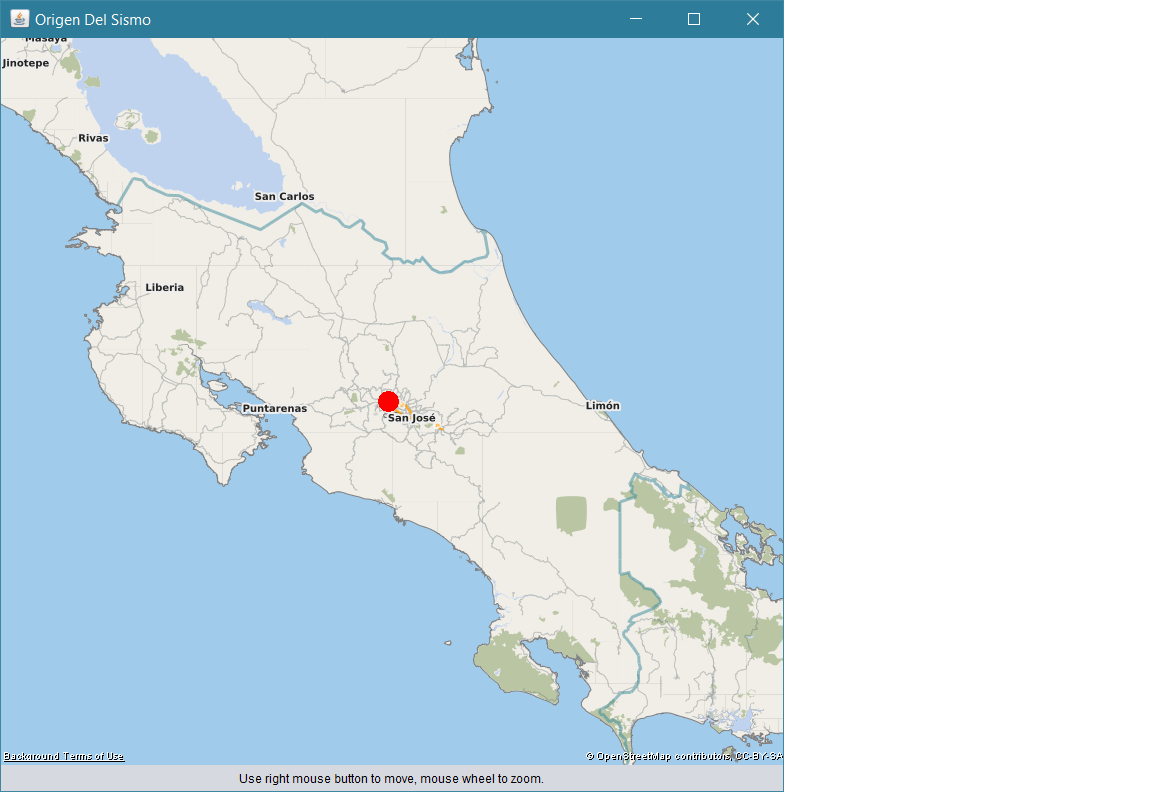 Origen Del Sismo
Masaya
Jinotepe
Rivas
San Carlos
Liberia
Puntarenas
San José
Limón
Background Terms of Use
© OpenStreetMap contributors, CC-BY-SA
Use right mouse button to move, mouse wheel to zoom.